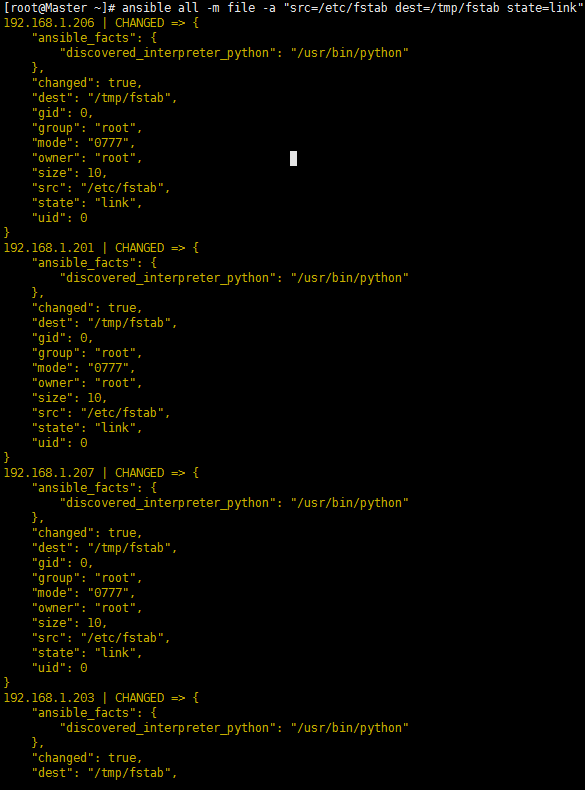 [root@Master ~]# ansible all -m file -a "src=/etc/fstab dest=/tmp/fstab state=link"
192.168.1.206 | CHANGED => {
    "ansible_facts": {
        "discovered_interpreter_python": "/usr/bin/python"
    },
    "changed": true,
    "dest": "/tmp/fstab",
    "gid": 0,
    "group": "root",
    "mode": "0777",
    "owner": "root",
    "size": 10,
    "src": "/etc/fstab",
    "state": "link",
    "uid": 0
}
192.168.1.201 | CHANGED => {
    "ansible_facts": {
        "discovered_interpreter_python": "/usr/bin/python"
    },
    "changed": true,
    "dest": "/tmp/fstab",
    "gid": 0,
    "group": "root",
    "mode": "0777",
    "owner": "root",
    "size": 10,
    "src": "/etc/fstab",
    "state": "link",
    "uid": 0
}
192.168.1.207 | CHANGED => {
    "ansible_facts": {
        "discovered_interpreter_python": "/usr/bin/python"
    },
    "changed": true,
    "dest": "/tmp/fstab",
    "gid": 0,
    "group": "root",
    "mode": "0777",
    "owner": "root",
    "size": 10,
    "src": "/etc/fstab",
    "state": "link",
    "uid": 0
}
192.168.1.203 | CHANGED => {
    "ansible_facts": {
        "discovered_interpreter_python": "/usr/bin/python"
    },
    "changed": true,
    "dest": "/tmp/fstab",